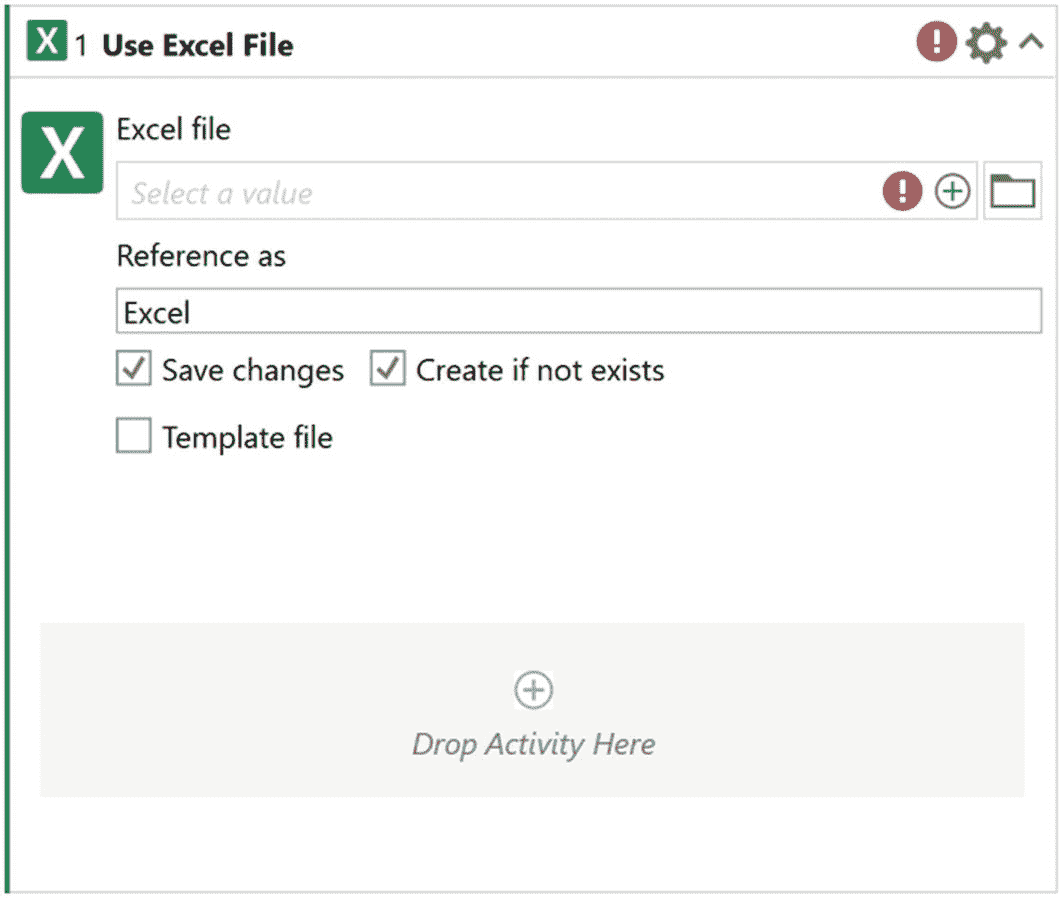 X 1 Use Excel File !
X Excel file
Select a value !
Reference as
Excel
Save changes Create if not exists
Template file
Drop Activity Here